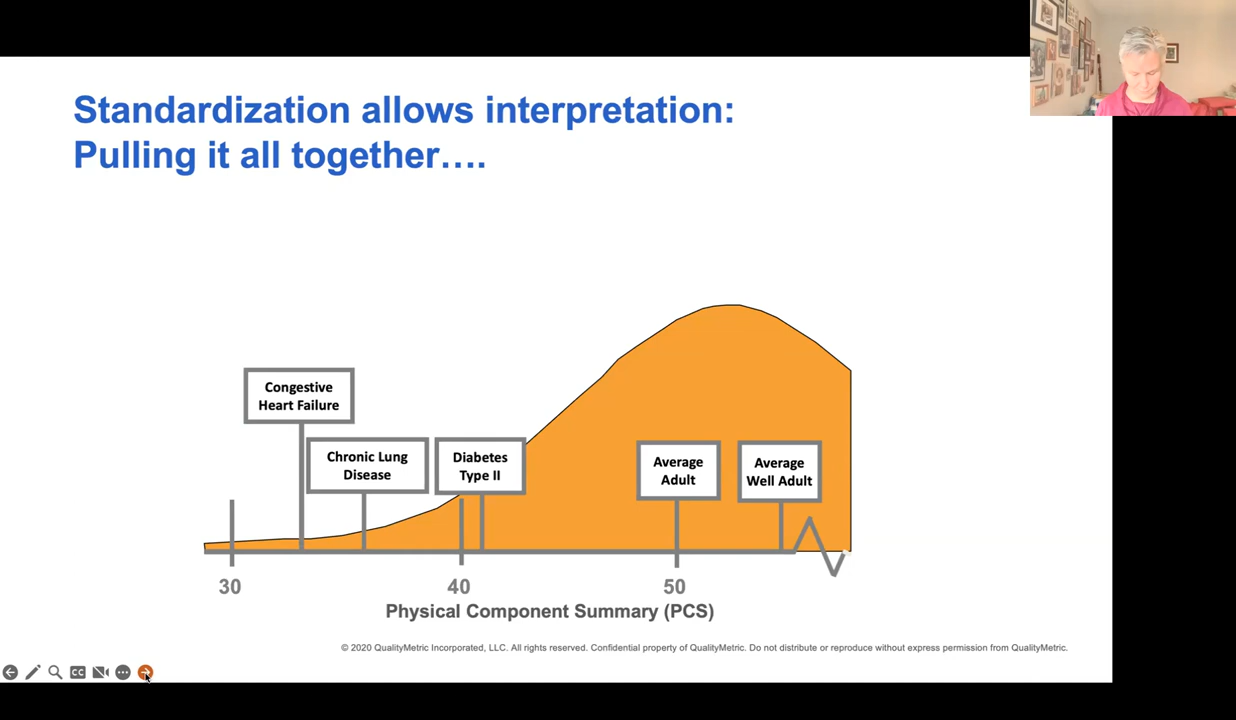 Standardization allows interpretation:
Pulling it all together….
Congestive
Heart Failure
Chronic Lung
Disease
Diabetes
Type II
Average
Adult
Average
Well Adult
30
40
50
Physical Component Summary (PCS)
© 2020 QualityMetric Incorporated, LLC. All rights reserved. Confidential property of QualityMetric. Do not distribute or reproduce without express permission from QualityMetric.
CC